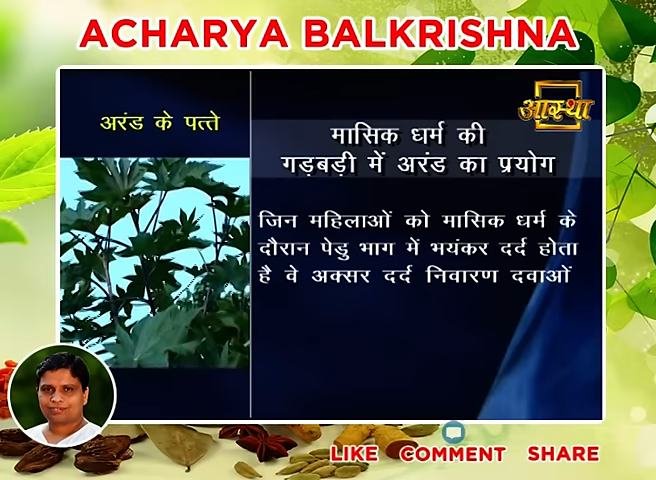 ACHARYA BALKRISHNA
आस्था
अरंड के पत्ते
मासिक धर्म की
गड़बड़ी में अरंड का प्रयोग
जिन महिलाओं को मासिक धर्म के
दौरान पेडु भाग में भयंकर दर्द होता
है वे अक्सर दर्द निवारण दवाओं
LIKE COMMENT SHARE